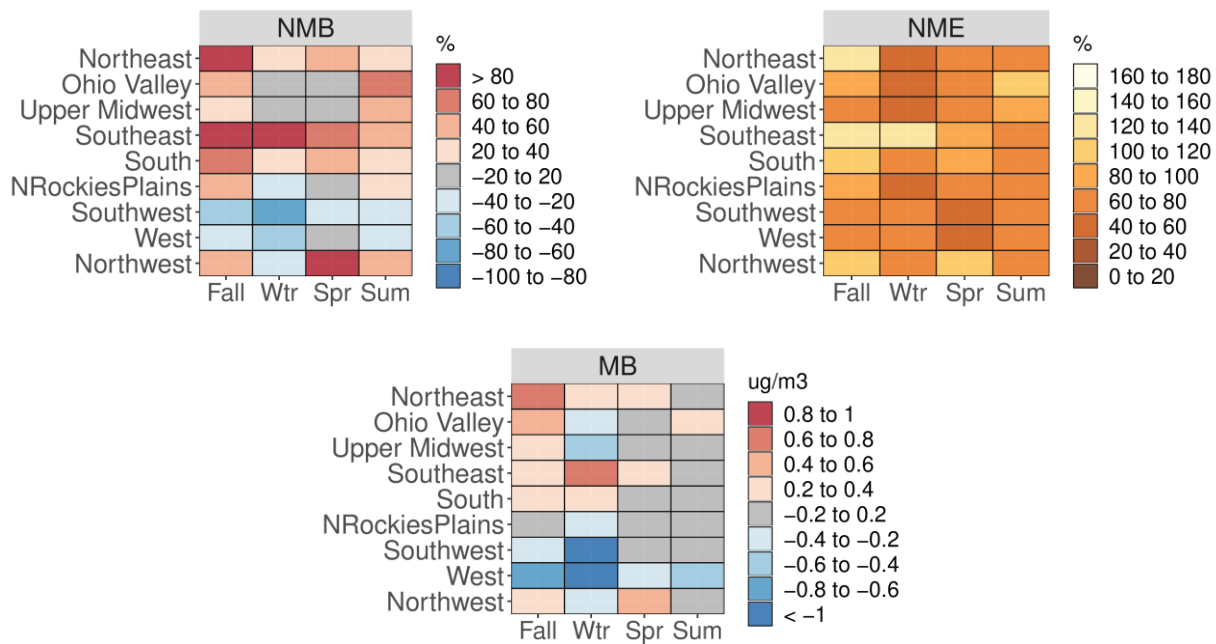 NMB
Northeast
Ohio Valley
Upper Midwest
Southeast
South
NRockiesPlains
Southwest
West
Northwest
Fall Wtr Spr Sum
%
> 80
60 to 80
40 to 60
20 to 40
−20 to 20
−40 to −20
−60 to −40
−80 to −60
−100 to −80
NME
Northeast
Ohio Valley
Upper Midwest
Southeast
South
NRockiesPlains
Southwest
West
Northwest
Fall Wtr Spr Sum
%
160 to 180
140 to 160
120 to 140
100 to 120
80 to 100
60 to 80
40 to 60
20 to 40
0 to 20
MB
Northeast
Ohio Valley
Upper Midwest
Southeast
South
NRockiesPlains
Southwest
West
Northwest
Fall Wtr Spr Sum
ug/m3
0.8 to 1
0.6 to 0.8
0.4 to 0.6
0.2 to 0.4
−0.2 to 0.2
−0.4 to −0.2
−0.6 to −0.4
−0.8 to −0.6
< −1